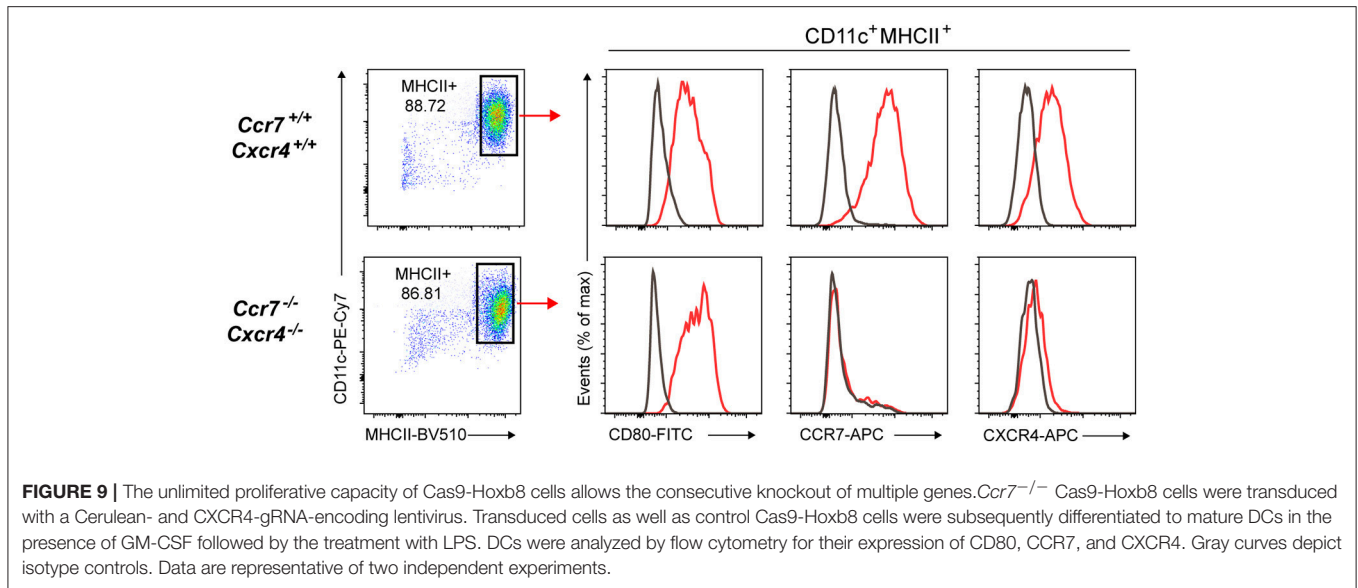 CD11c⁺MHCII⁺
Ccr7⁺/⁺
Cxcr4⁺/⁺
MHCII+
88.72
Ccr7⁻/⁻
Cxcr4⁻/⁻
MHCII+
86.81
CD11c-PE-Cy7
Events (% of max)
MHCII-BV510
CD80-FITC
CCR7-APC
CXCR4-APC
FIGURE 9 | The unlimited proliferative capacity of Cas9-Hoxb8 cells allows the consecutive knockout of multiple genes.Ccr7⁻/⁻ Cas9-Hoxb8 cells were transduced
with a Cerulean- and CXCR4-gRNA-encoding lentivirus. Transduced cells as well as control Cas9-Hoxb8 cells were subsequently differentiated to mature DCs in the
presence of GM-CSF followed by the treatment with LPS. DCs were analyzed by flow cytometry for their expression of CD80, CCR7, and CXCR4. Gray curves depict
isotype controls. Data are representative of two independent experiments.